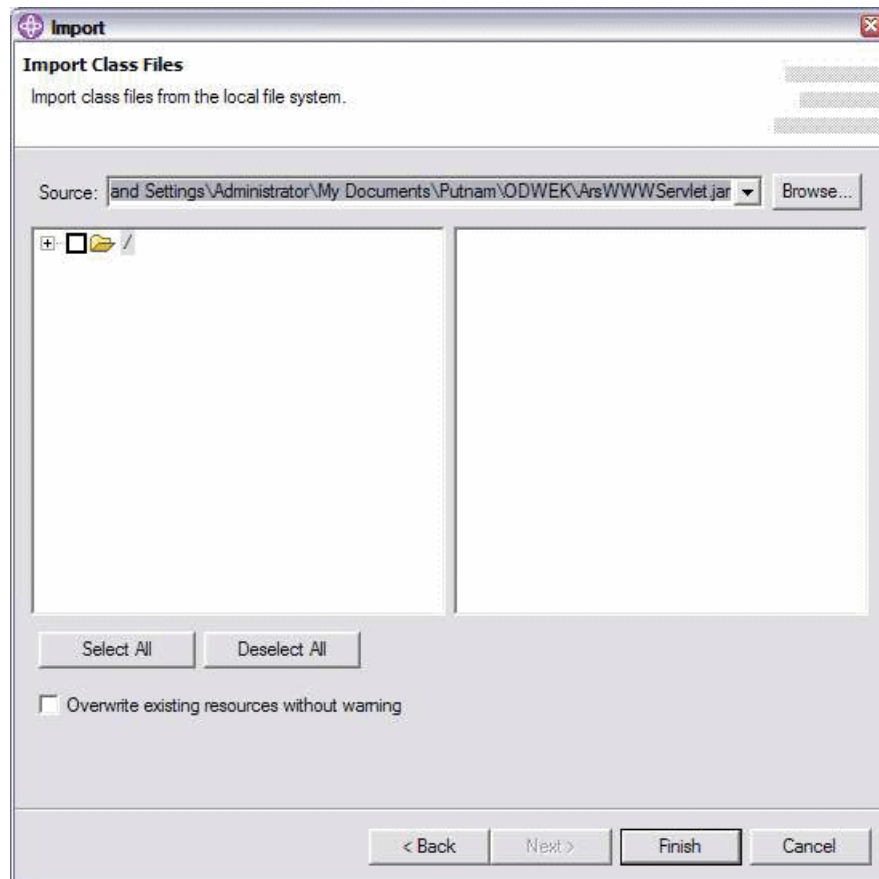 Import
Import Class Files
Import class files from the local file system.
Source: and Settings\Administrator\My Documents\Putnam\ODWEK\ArsWWWServlet.jar Browse...
/
Select All Deselect All
Overwrite existing resources without warning
< Back Next > Finish Cancel